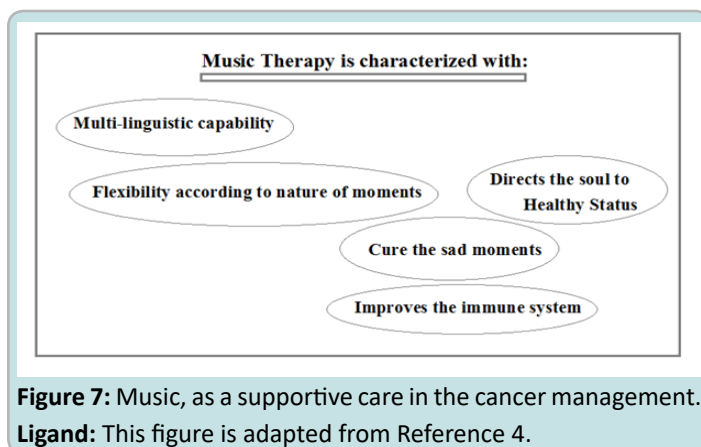 Music Therapy is characterized with:
Multi-linguistic capability
Flexibility according to nature of moments
Directs the soul to
Healthy Status
Cure the sad moments
Improves the immune system
Figure 7: Music, as a supportive care in the cancer management.
Ligand: This figure is adapted from Reference 4.